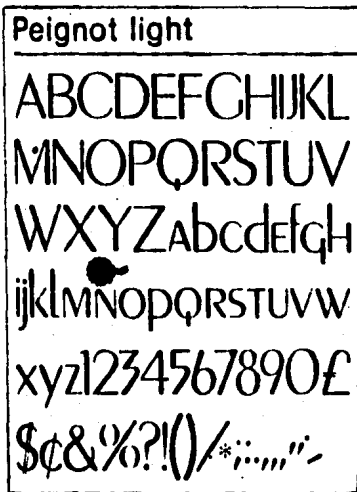 Peignot light
ABCDEFGHIJKL
MNOPQRSTUV
WXYZAbcdEfgH
ijklMNOpQRSTUVW
xyz1234567890£
$¢&%?!()/*;:.,,,"'-